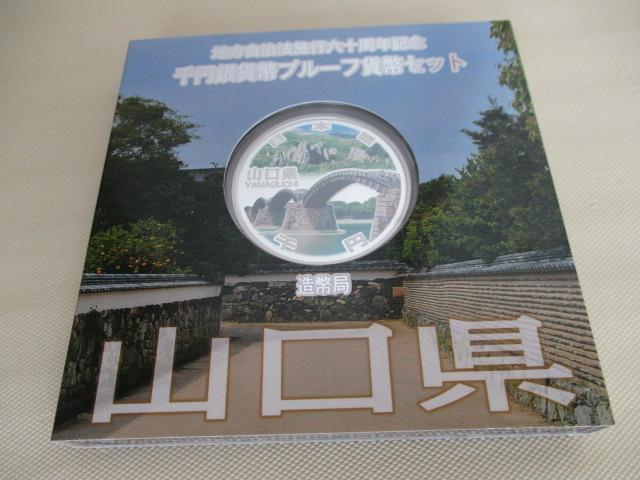 地方自治法施行六十周年記念
千円銀貨幣プルーフ貨幣セット
日本国
山口県
YAMAGUCHI
千円
造幣局
山口県